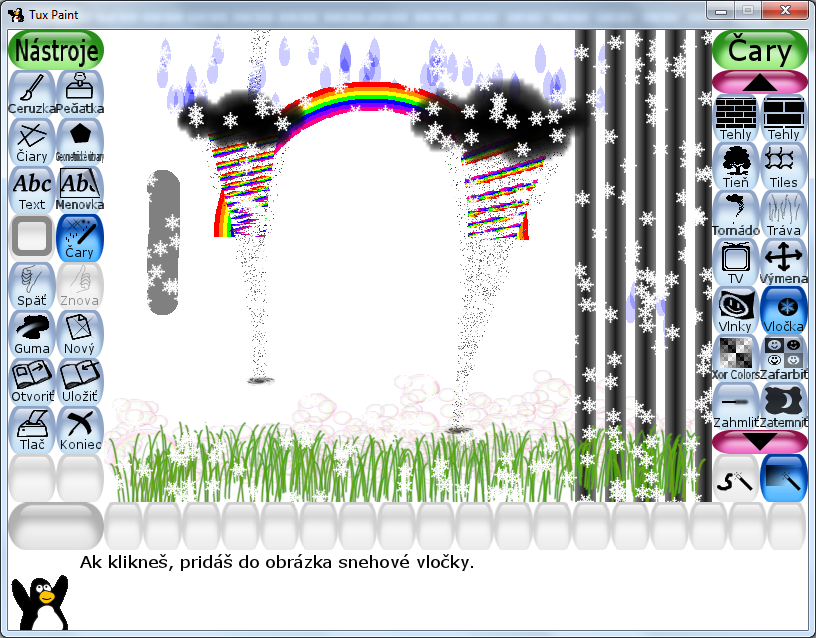 Tux Paint
Nástroje
Ceruzka
Pečiatka
Čiary
Abc
Text
Abc
Menovka
Čary
Späť
Znova
Guma
Nový
Otvoriť
Uložiť
Tlač
Koniec
Čary
Tehly
Tehly
Tieň
Tiles
Tornádo
Tráva
TV
Výmena
Vlnky
Vločka
Xor Colors
Zafarbiť
Zahmliť
Zatemniť
Ak klikneš, pridáš do obrázka snehové vločky.